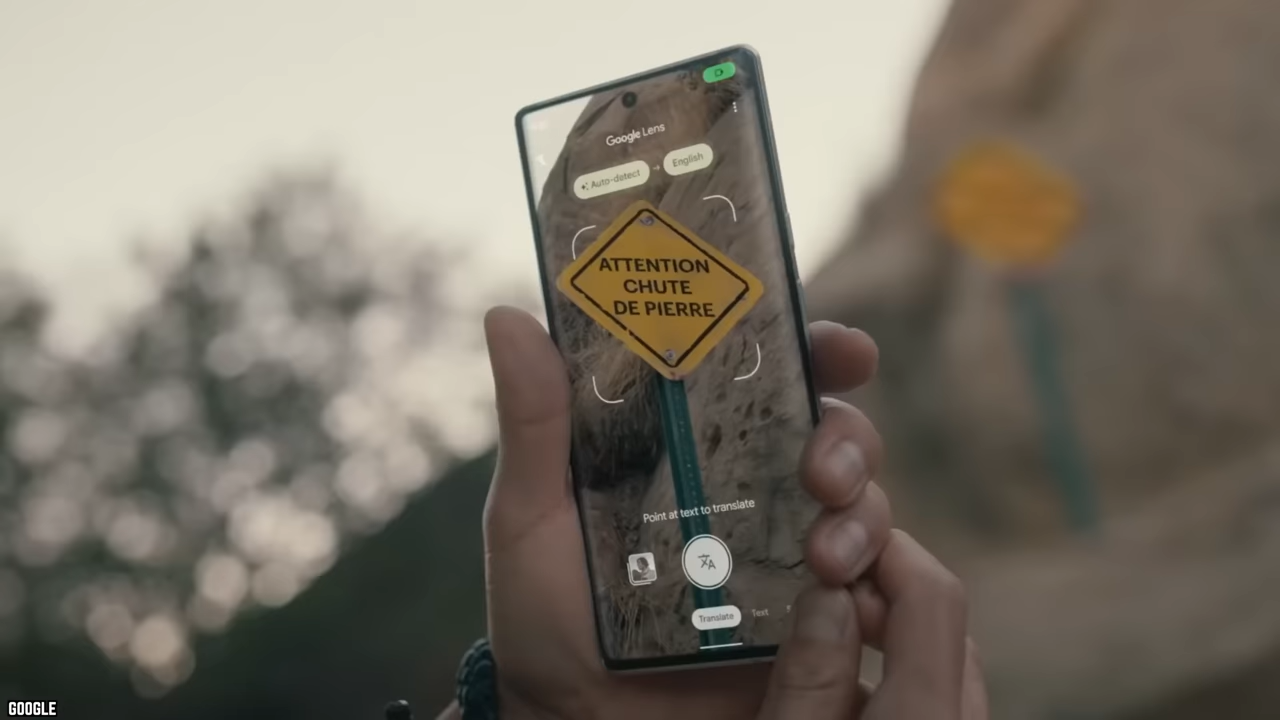 Google Lens
Auto-detect → English
ATTENTION
CHUTE
DE PIERRE
Point at text to translate
Translate Text
GOOGLE